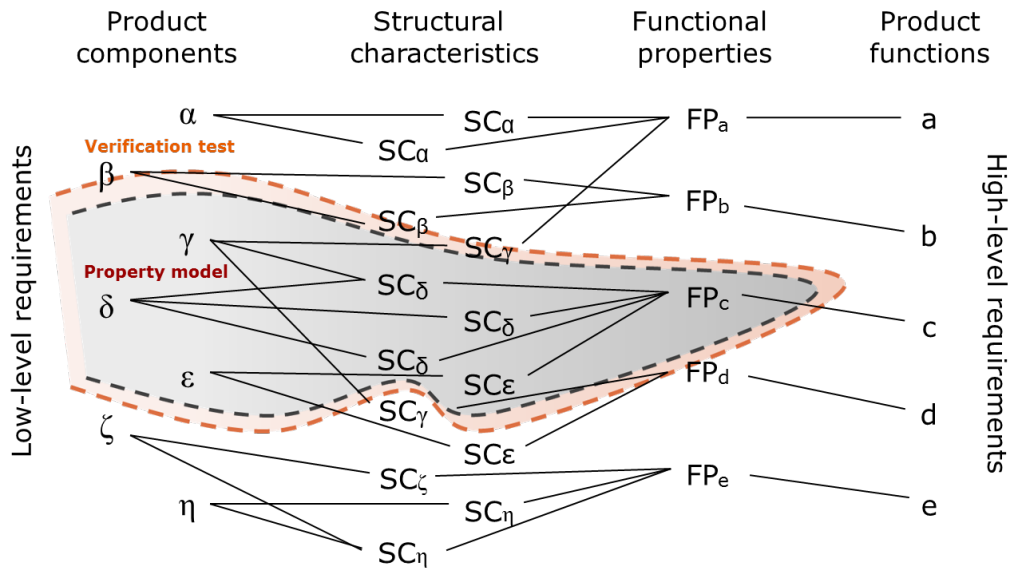 Product
components
Structural
characteristics
Functional
properties
Product
functions
Low-level requirements
High-level requirements
α
SCα
FPa
a
Verification test
SCα
β
SCβ
FPb
SCβ
b
γ
SCγ
Property model
SCδ
FPc
δ
SCδ
c
SCδ
FPd
ε
SCε
SCγ
d
ζ
SCε
SCζ
FPe
η
SCη
e
SCη